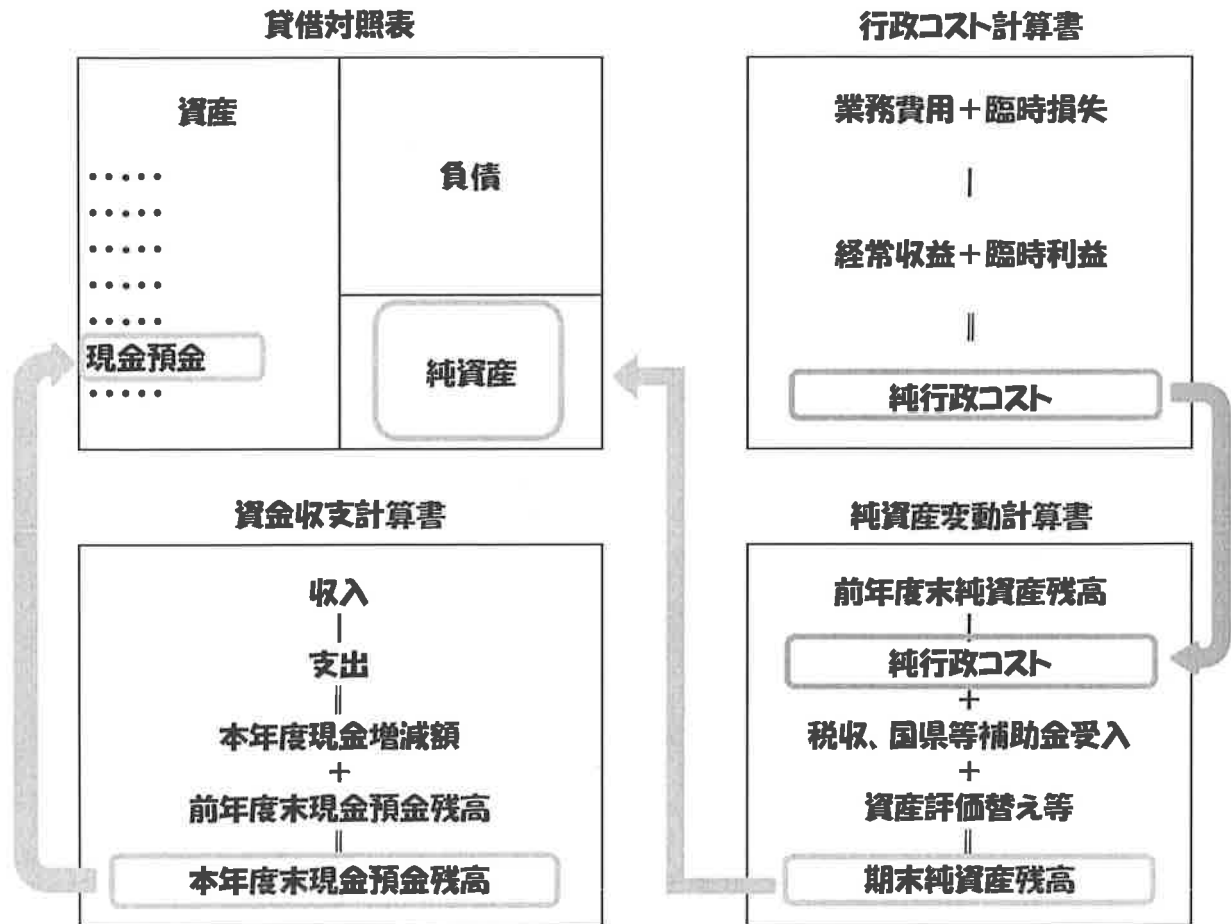 貸借対照表
資産
・・・・・
・・・・・
・・・・・
・・・・・
・・・・・
現金預金
・・・・・
負債
純資産
行政コスト計算書
業務費用＋臨時損失
｜
経常収益＋臨時利益
॥
純行政コスト
資金収支計算書
収入
｜
支出
॥
本年度現金増減額
＋
前年度末現金預金残高
॥
本年度末現金預金残高
純資産変動計算書
前年度末純資産残高
｜
純行政コスト
＋
税収、国県等補助金受入
＋
資産評価替え等
॥
期末純資産残高